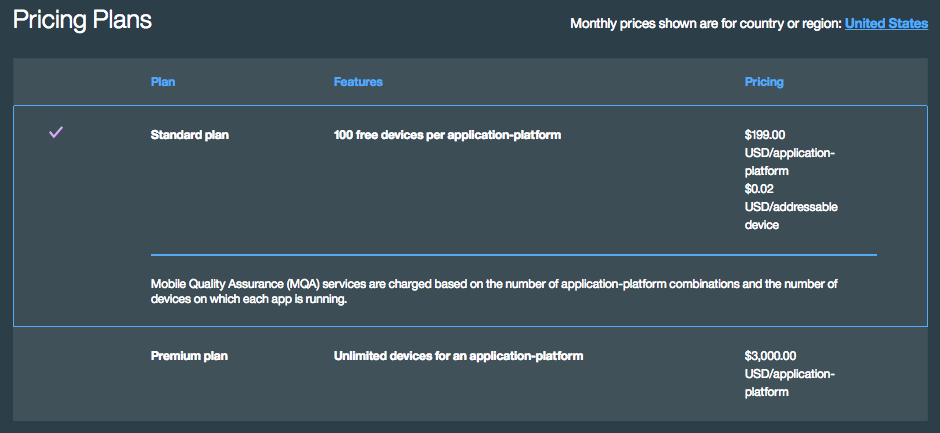 Pricing Plans
Monthly prices shown are for country or region: United States
Plan Features Pricing
Standard plan 100 free devices per application-platform $199.00
USD/application-
platform
$0.02
USD/addressable
device
Mobile Quality Assurance (MQA) services are charged based on the number of application-platform combinations and the number of
devices on which each app is running.
Premium plan Unlimited devices for an application-platform $3,000.00
USD/application-
platform